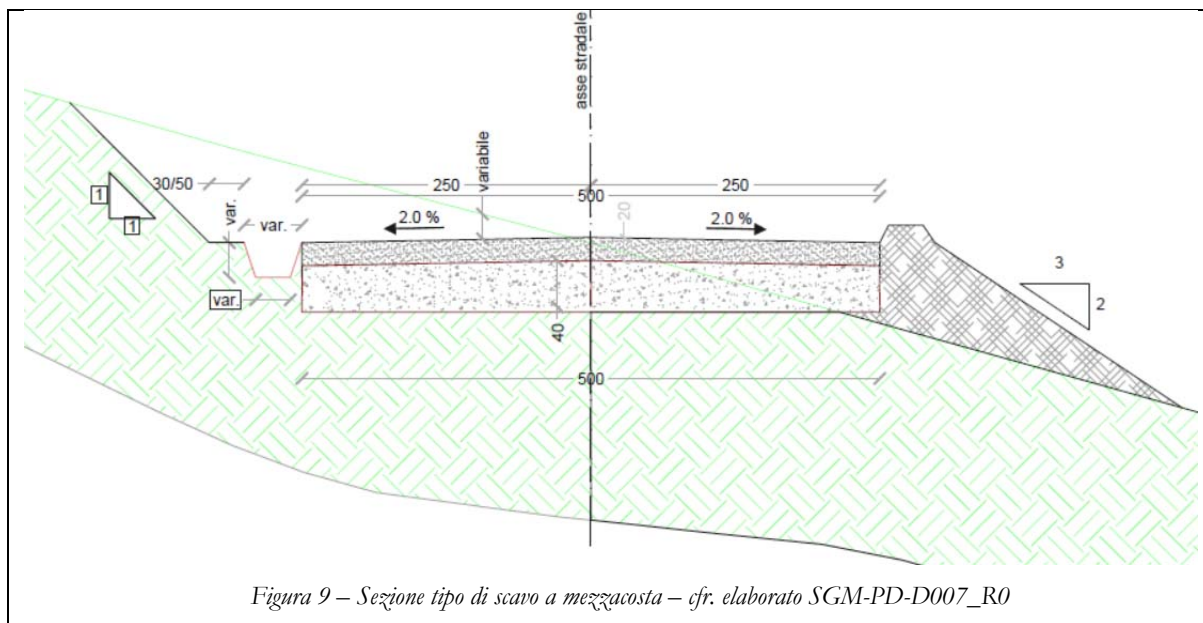 asse stradale
variabile
30/50
250
250
500
1
1
var.
var.
2.0 %
20
2.0 %
3
2
var.
40
500
Figura 9 – Sezione tipo di scavo a mezzacosta – cfr. elaborato SGM-PD-D007_R0